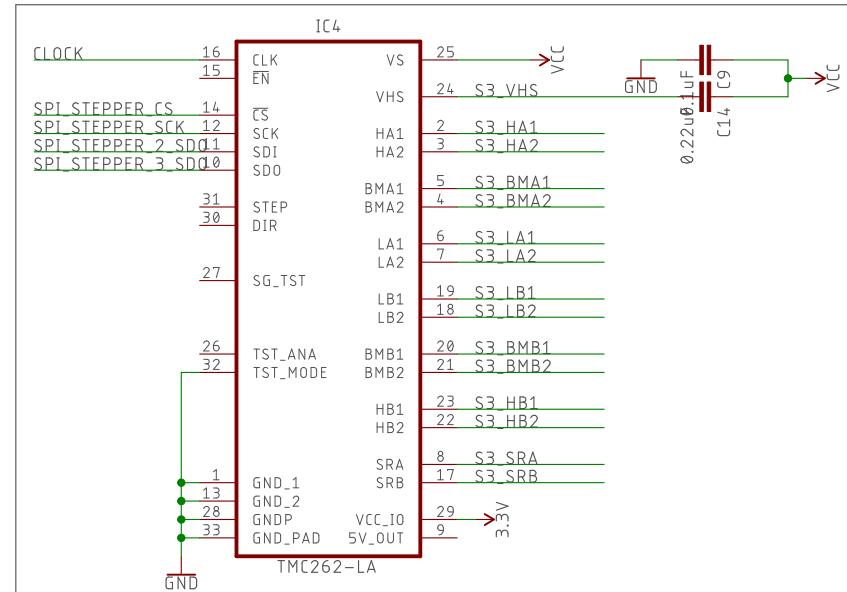 IC4
CLOCK 16 CLK VS 25 VCC
15 EN
VHS 24 S3_VHS
GND 0.1uF C9 VCC
0.22uF C14
SPI_STEPPER_CS 14 CS
SPI_STEPPER_SCK 12 SCK HA1 2 S3_HA1
SPI_STEPPER_2_SDO 11 SDI HA2 3 S3_HA2
SPI_STEPPER_3_SDO 10 SDO
BMA1 5 S3_BMA1
31 STEP BMA2 4 S3_BMA2
30 DIR
LA1 6 S3_LA1
LA2 7 S3_LA2
27 SG_TST
LB1 19 S3_LB1
LB2 18 S3_LB2
26 TST_ANA BMB1 20 S3_BMB1
32 TST_MODE BMB2 21 S3_BMB2
HB1 23 S3_HB1
HB2 22 S3_HB2
SRA 8 S3_SRA
1 GND_1 SRB 17 S3_SRB
13 GND_2
28 GNDP VCC_IO 29 3.3V
33 GND_PAD 5V_OUT 9
GND
TMC262-LA